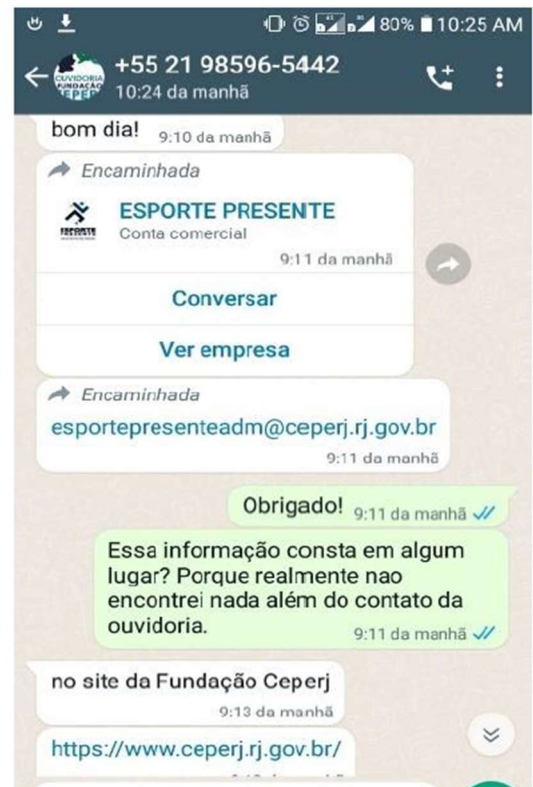 80% 10:25 AM
OUVIDORIA
FUNDAÇÃO
CEPERJ
+55 21 98596-5442
10:24 da manhã
bom dia! 9:10 da manhã
Encaminhada
ESPORTE PRESENTE
Conta comercial
ESPORTE
PRESENTE
9:11 da manhã
Conversar
Ver empresa
Encaminhada
esportepresenteadm@ceperj.rj.gov.br
9:11 da manhã
Obrigado! 9:11 da manhã
Essa informação consta em algum
lugar? Porque realmente nao
encontrei nada além do contato da
ouvidoria.
9:11 da manhã
no site da Fundação Ceperj
9:13 da manhã
https://www.ceperj.rj.gov.br/